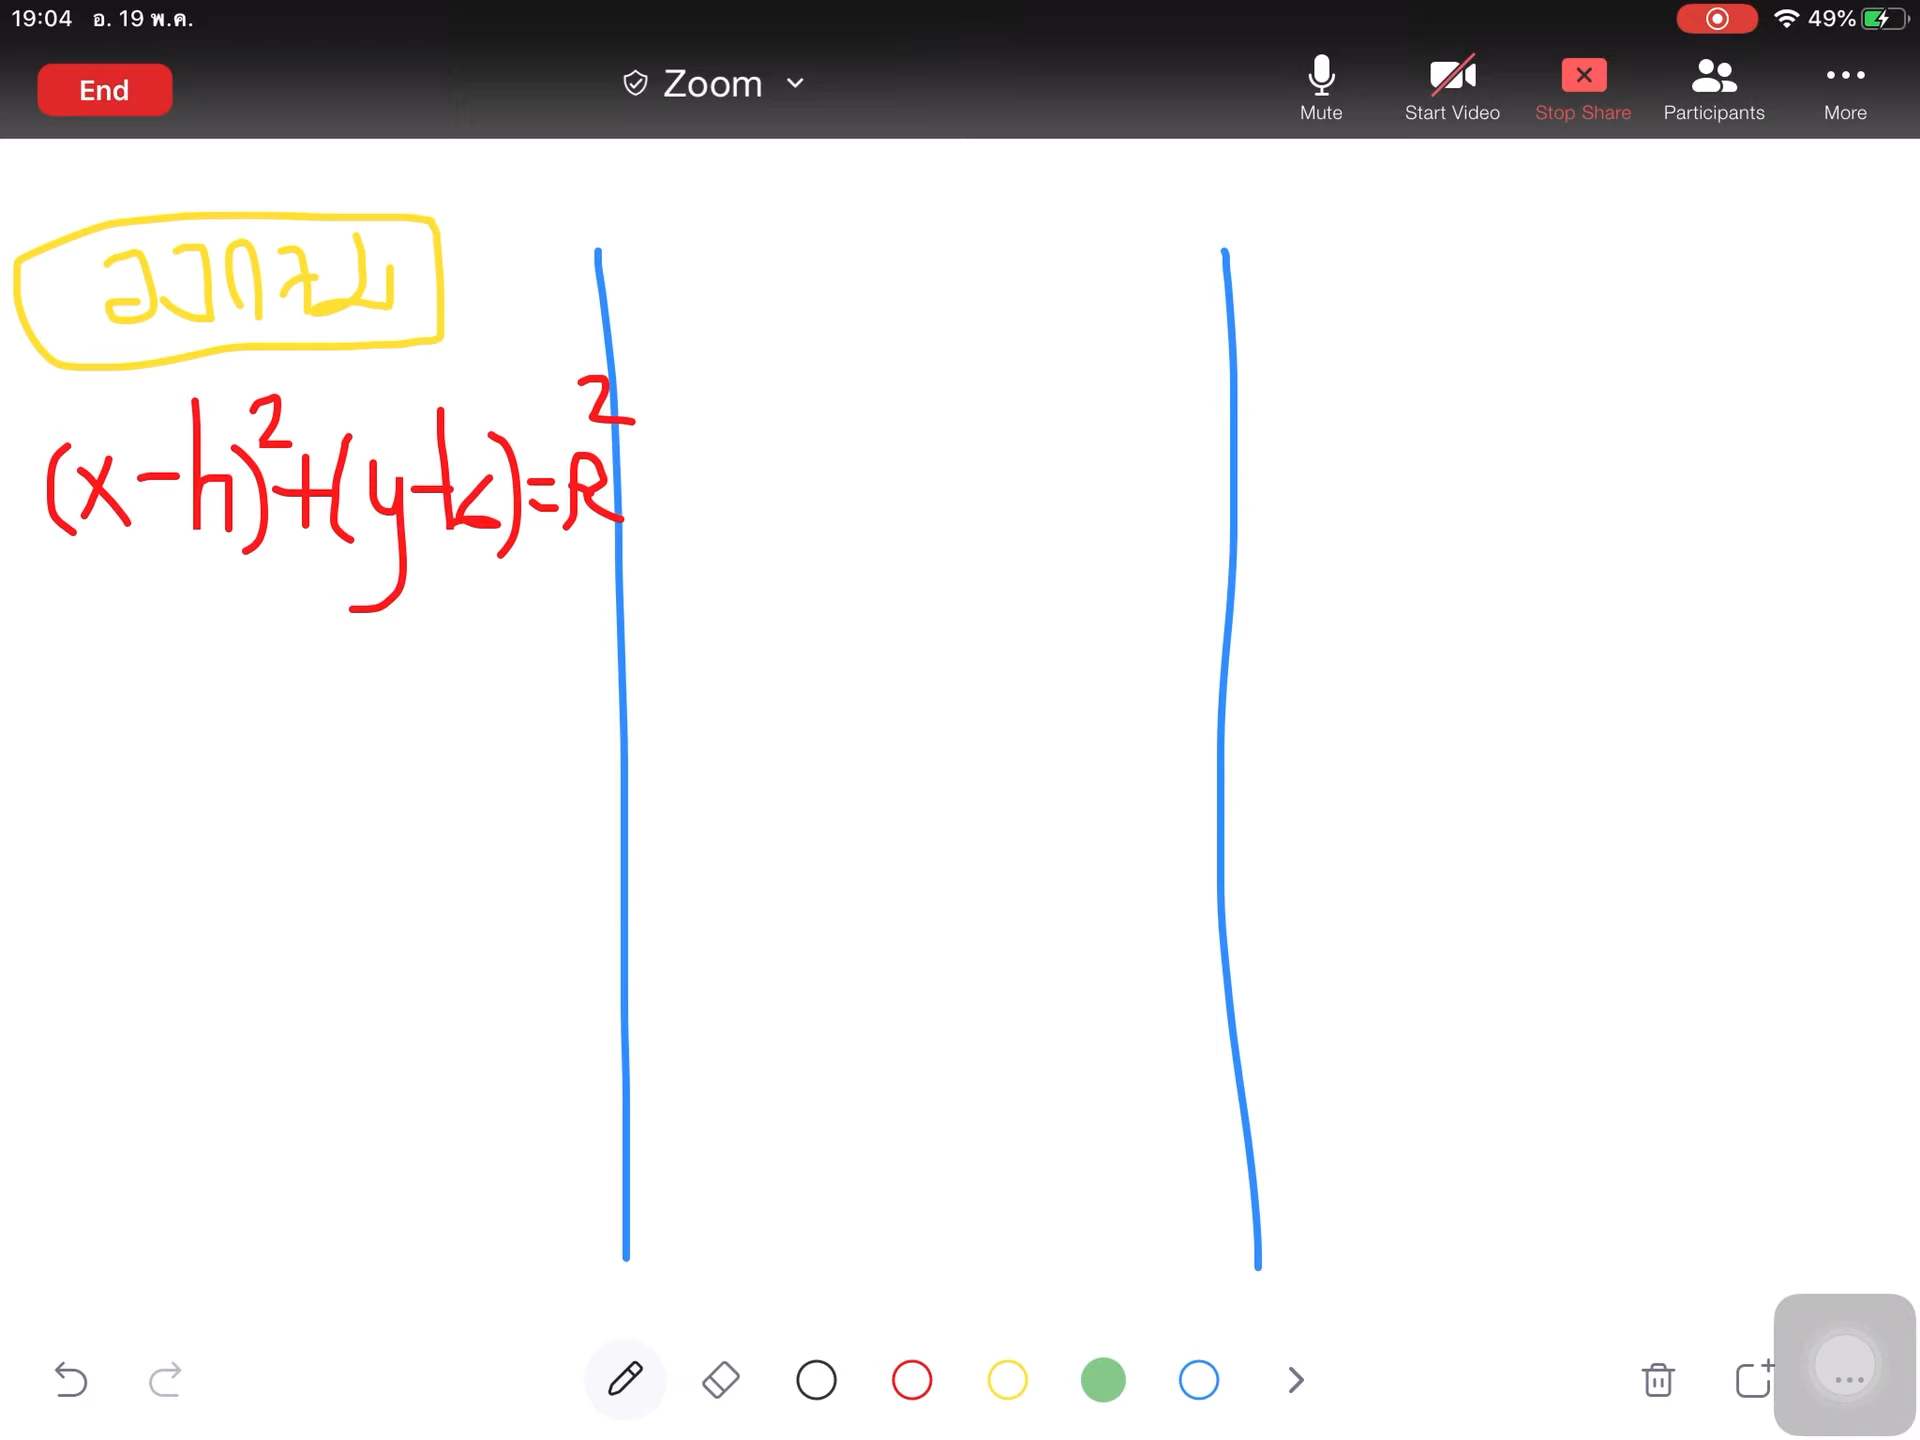 19:04 อ. 19 พ.ค. 49%
End Zoom Mute Start Video Stop Share Participants More
วงกลม
(x-h)²+(y-k)=R²